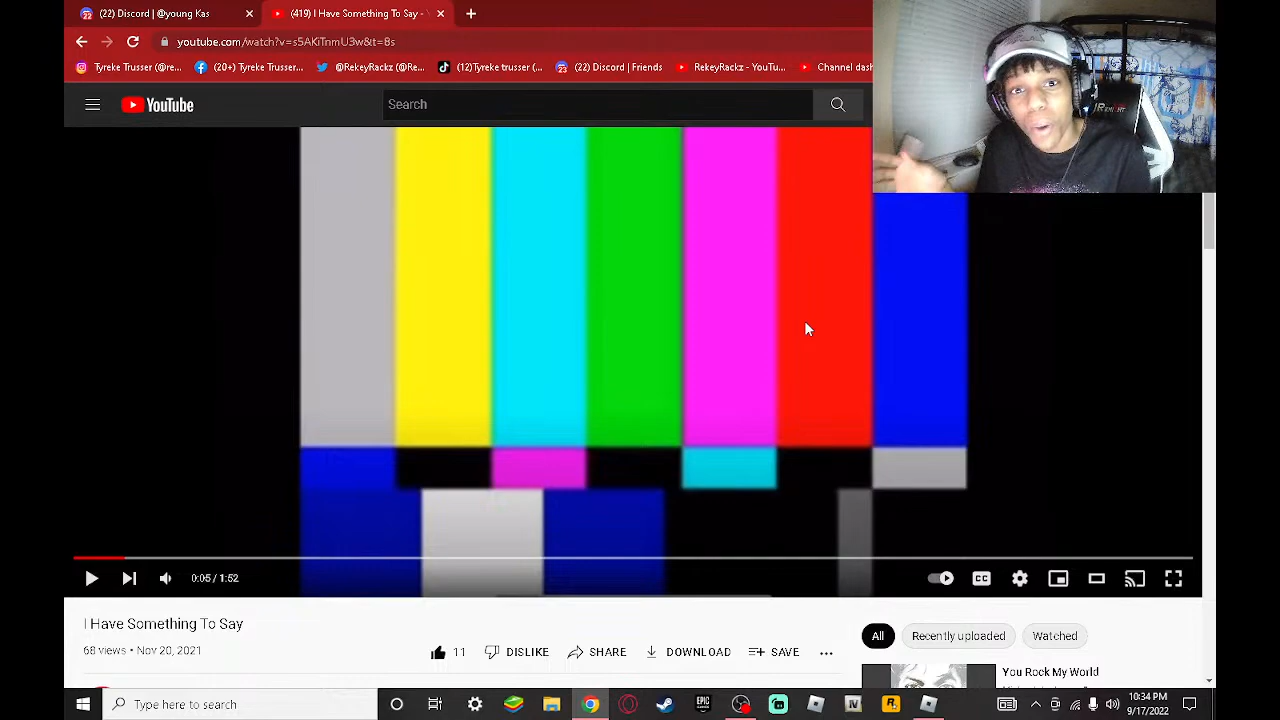 (22) Discord | @young Kas
(419) I Have Something To Say -
youtube.com/watch?v=s5AKiTnmU3w&t=8s
Tyreke Trusser (@re...
(20+) Tyreke Trusser...
@RekeyRackz (@Re...
(12)Tyreke trusser (...
(22) Discord | Friends
RekeyRackz - YouTu...
Channel dash
YouTube
Search
0:05 / 1:52
CC
I Have Something To Say
68 views • Nov 20, 2021
11
DISLIKE
SHARE
DOWNLOAD
SAVE
All
Recently uploaded
Watched
You Rock My World
Type here to search
EPIC
IV
R
10:34 PM
9/17/2022